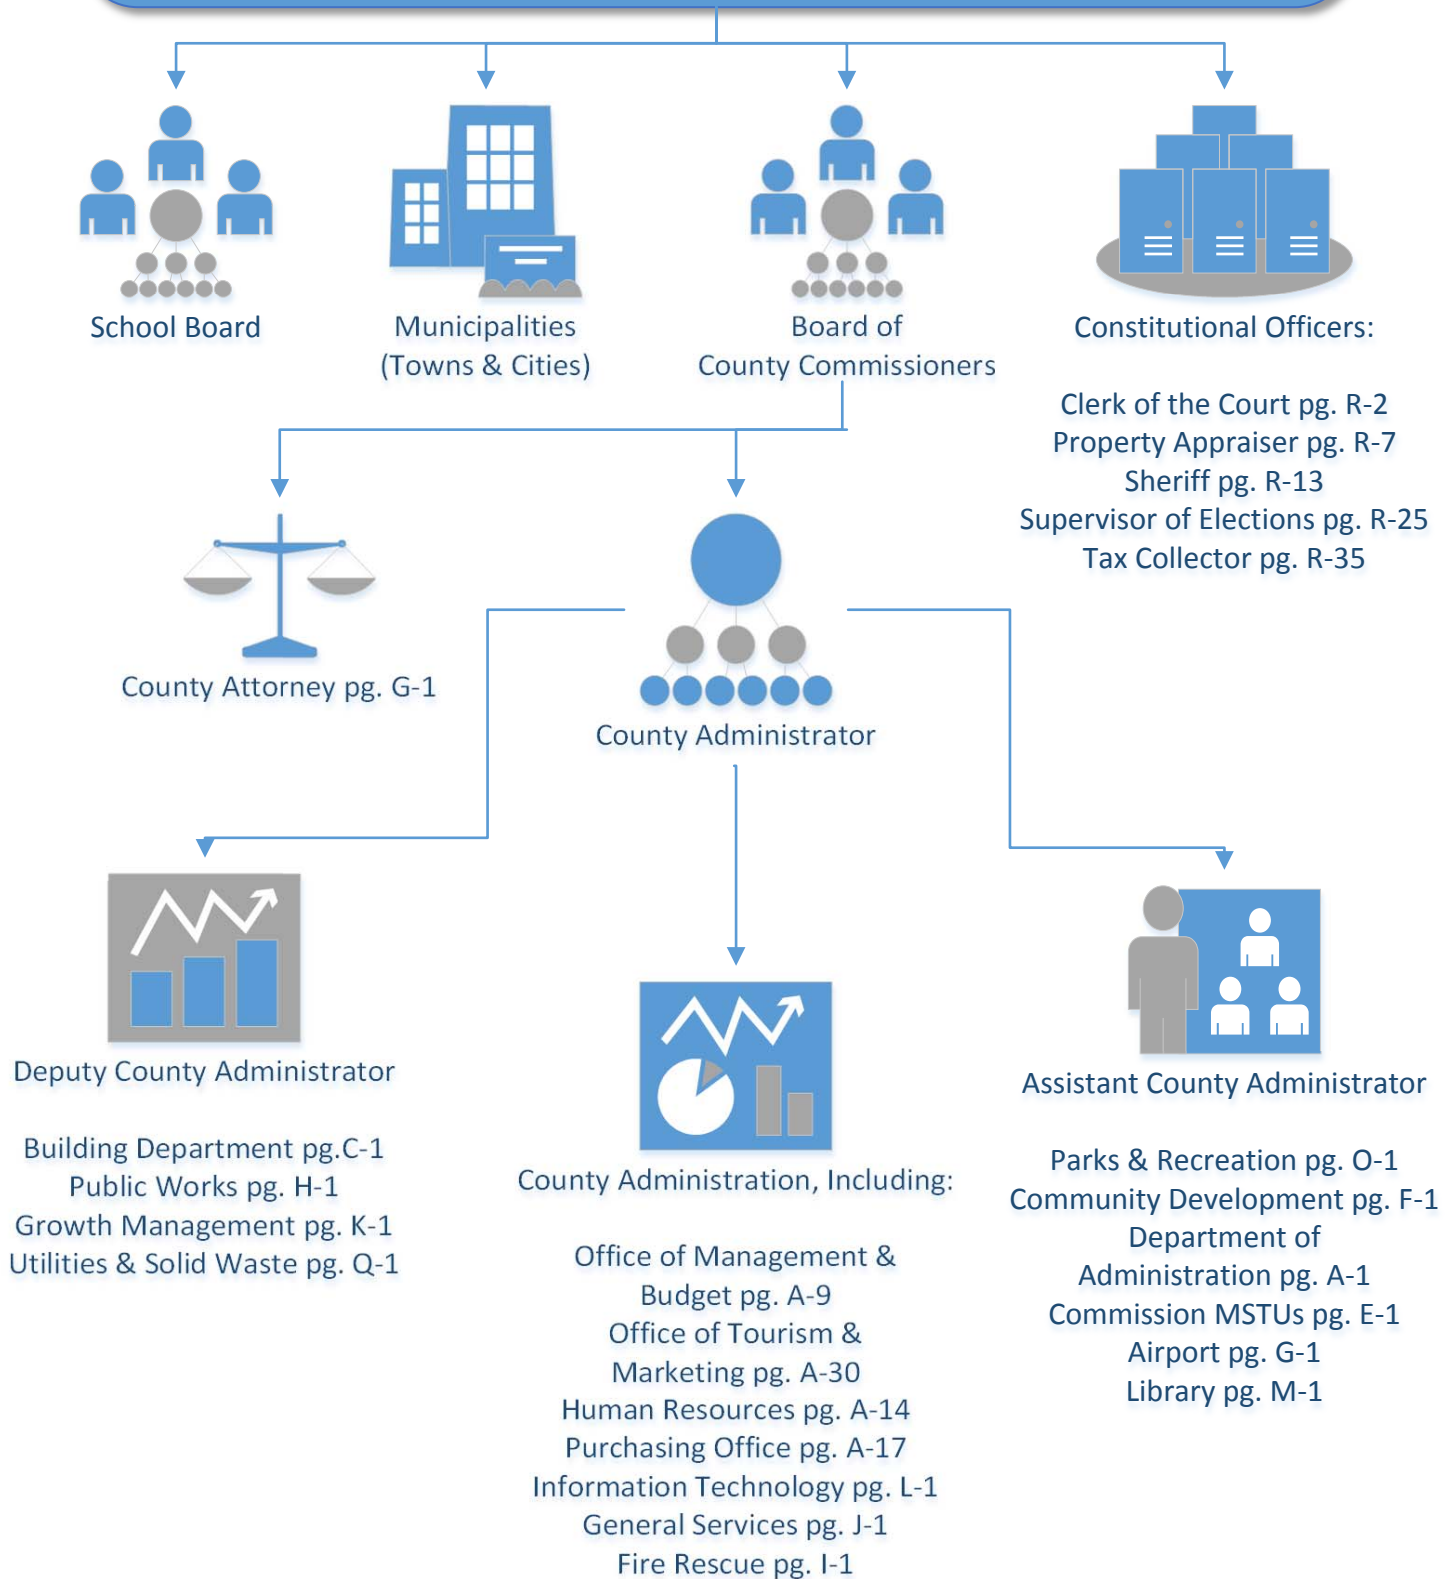 School Board
Municipalities
(Towns & Cities)
Board of
County Commissioners
Constitutional Officers:
Clerk of the Court pg. R-2
Property Appraiser pg. R-7
Sheriff pg. R-13
Supervisor of Elections pg. R-25
Tax Collector pg. R-35
County Attorney pg. G-1
County Administrator
Deputy County Administrator
Building Department pg.C-1
Public Works pg. H-1
Growth Management pg. K-1
Utilities & Solid Waste pg. Q-1
County Administration, Including:
Office of Management &
Budget pg. A-9
Office of Tourism &
Marketing pg. A-30
Human Resources pg. A-14
Purchasing Office pg. A-17
Information Technology pg. L-1
General Services pg. J-1
Fire Rescue pg. I-1
Assistant County Administrator
Parks & Recreation pg. O-1
Community Development pg. F-1
Department of
Administration pg. A-1
Commission MSTUs pg. E-1
Airport pg. G-1
Library pg. M-1